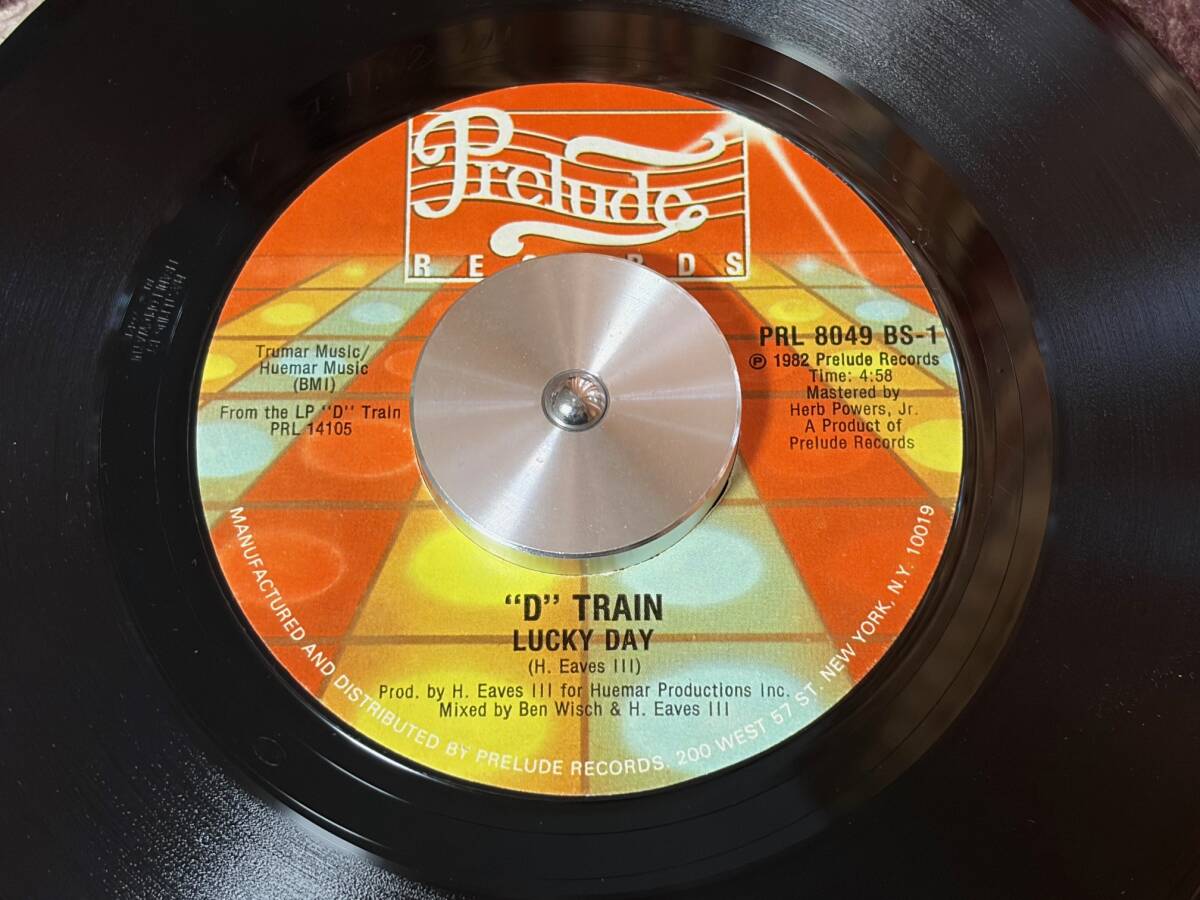 Prelude
RECORDS
Trumar Music/
Huemar Music
(BMI)
From the LP "D" Train
PRL 14105
PRL 8049 BS-1
℗ 1982 Prelude Records
Time: 4:58
Mastered by
Herb Powers, Jr.
A Product of
Prelude Records
"D" TRAIN
LUCKY DAY
(H. Eaves III)
Prod. by H. Eaves III for Huemar Productions Inc.
Mixed by Ben Wisch & H. Eaves III
MANUFACTURED AND DISTRIBUTED BY PRELUDE RECORDS. 200 WEST 57 ST. NEW YORK, N.Y. 10019